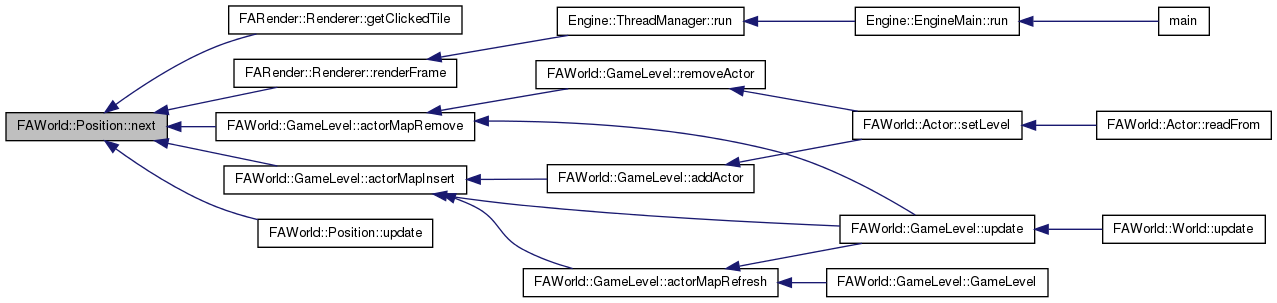 FARender::Renderer::getClickedTile
Engine::ThreadManager::run
Engine::EngineMain::run
main
FARender::Renderer::renderFrame
FAWorld::GameLevel::removeActor
FAWorld::Position::next
FAWorld::GameLevel::actorMapRemove
FAWorld::Actor::setLevel
FAWorld::Actor::readFrom
FAWorld::GameLevel::actorMapInsert
FAWorld::GameLevel::addActor
FAWorld::Position::update
FAWorld::GameLevel::update
FAWorld::World::update
FAWorld::GameLevel::actorMapRefresh
FAWorld::GameLevel::GameLevel